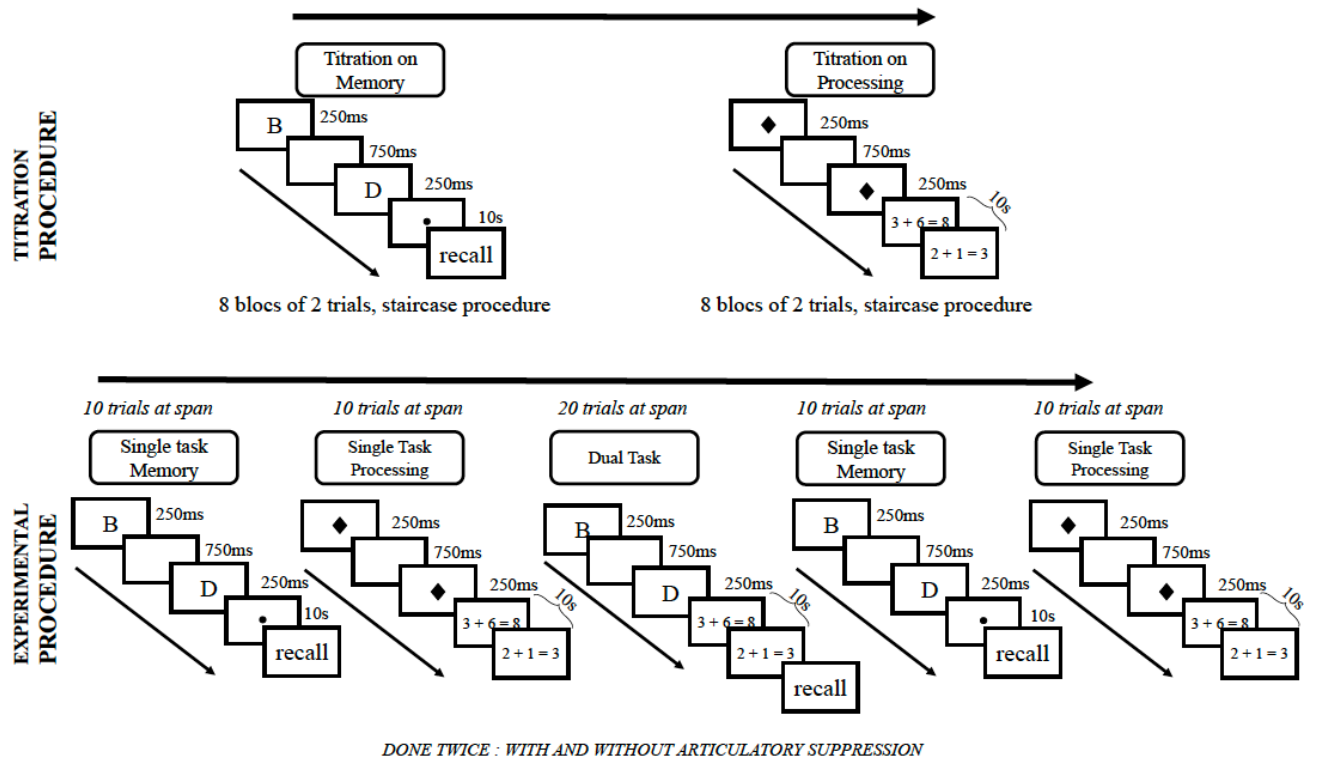 TITRATION
PROCEDURE
Titration on
Memory
B
250ms
750ms
D
250ms
10s
recall
8 blocs of 2 trials, staircase procedure
Titration on
Processing
250ms
750ms
250ms
10s
3 + 6 = 8
2 + 1 = 3
8 blocs of 2 trials, staircase procedure
EXPERIMENTAL
PROCEDURE
10 trials at span
Single task
Memory
B
250ms
750ms
D
250ms
10s
recall
10 trials at span
Single Task
Processing
250ms
750ms
250ms
10s
3 + 6 = 8
2 + 1 = 3
20 trials at span
Dual Task
B
250ms
750ms
D
250ms
10s
3 + 6 = 8
2 + 1 = 3
recall
10 trials at span
Single task
Memory
B
250ms
750ms
D
250ms
10s
recall
10 trials at span
Single Task
Processing
250ms
750ms
250ms
10s
3 + 6 = 8
2 + 1 = 3
DONE TWICE : WITH AND WITHOUT ARTICULATORY SUPPRESSION